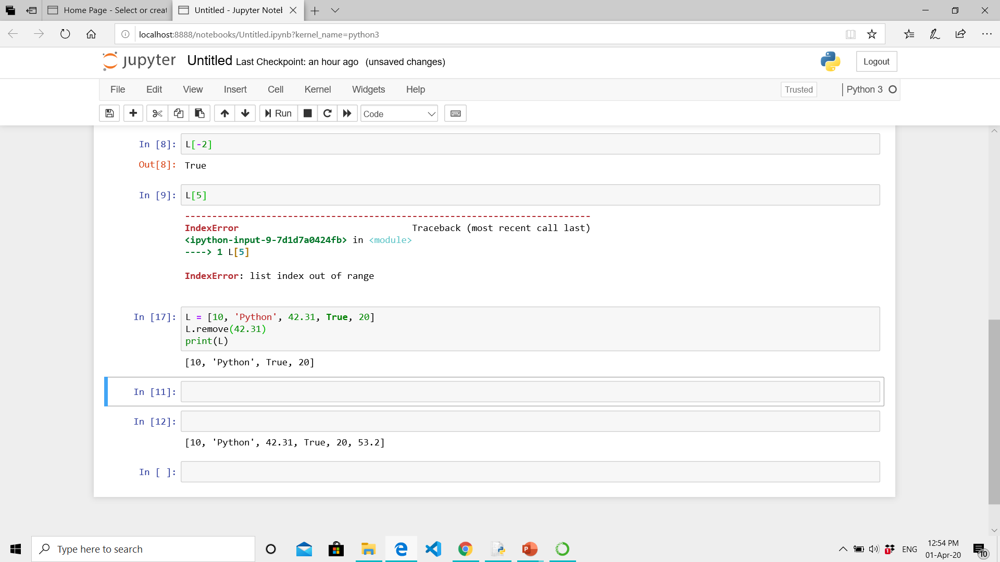 Home Page - Select or creat
Untitled - Jupyter Notel
localhost:8888/notebooks/Untitled.ipynb?kernel_name=python3
jupyter Untitled Last Checkpoint: an hour ago (unsaved changes)
Logout
File Edit View Insert Cell Kernel Widgets Help
Trusted
Python 3
Run
Code
In [8]: L[-2]
Out[8]: True
In [9]: L[5]
---------------------------------------------------------------------------
IndexError Traceback (most recent call last)
<ipython-input-9-7d1d7a0424fb> in <module>
----> 1 L[5]
IndexError: list index out of range
In [17]: L = [10, 'Python', 42.31, True, 20]
L.remove(42.31)
print(L)
[10, 'Python', True, 20]
In [11]:
In [12]:
[10, 'Python', 42.31, True, 20, 53.2]
In [ ]:
Type here to search
P
1
ENG
12:54 PM
01-Apr-20
10